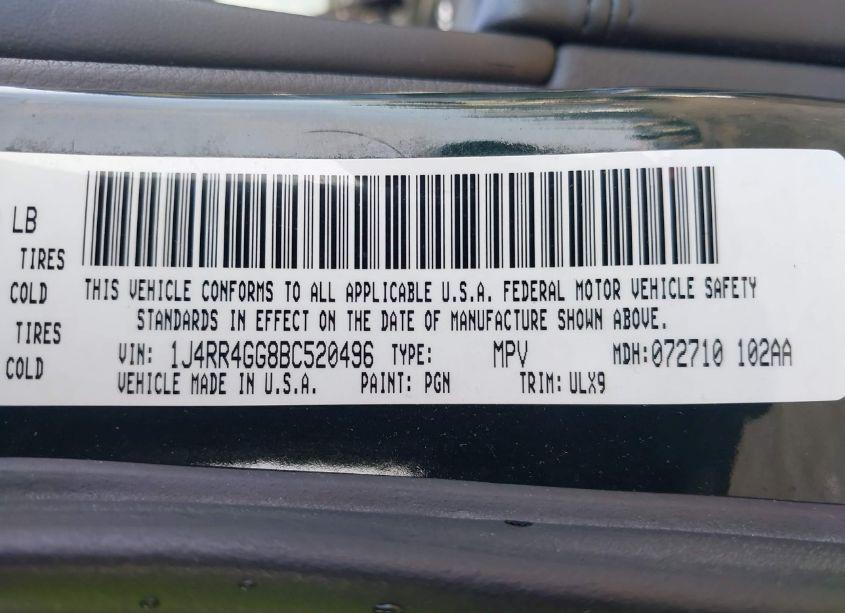 LB
TIRES
COLD
TIRES
COLD
THIS VEHICLE CONFORMS TO ALL APPLICABLE U.S.A. FEDERAL MOTOR VEHICLE SAFETY
STANDARDS IN EFFECT ON THE DATE OF MANUFACTURE SHOWN ABOVE.
VIN: 1J4RR4GG8BC520496 TYPE: MPV MDH:072710 102AA
VEHICLE MADE IN U.S.A. PAINT: PGN TRIM: ULX9